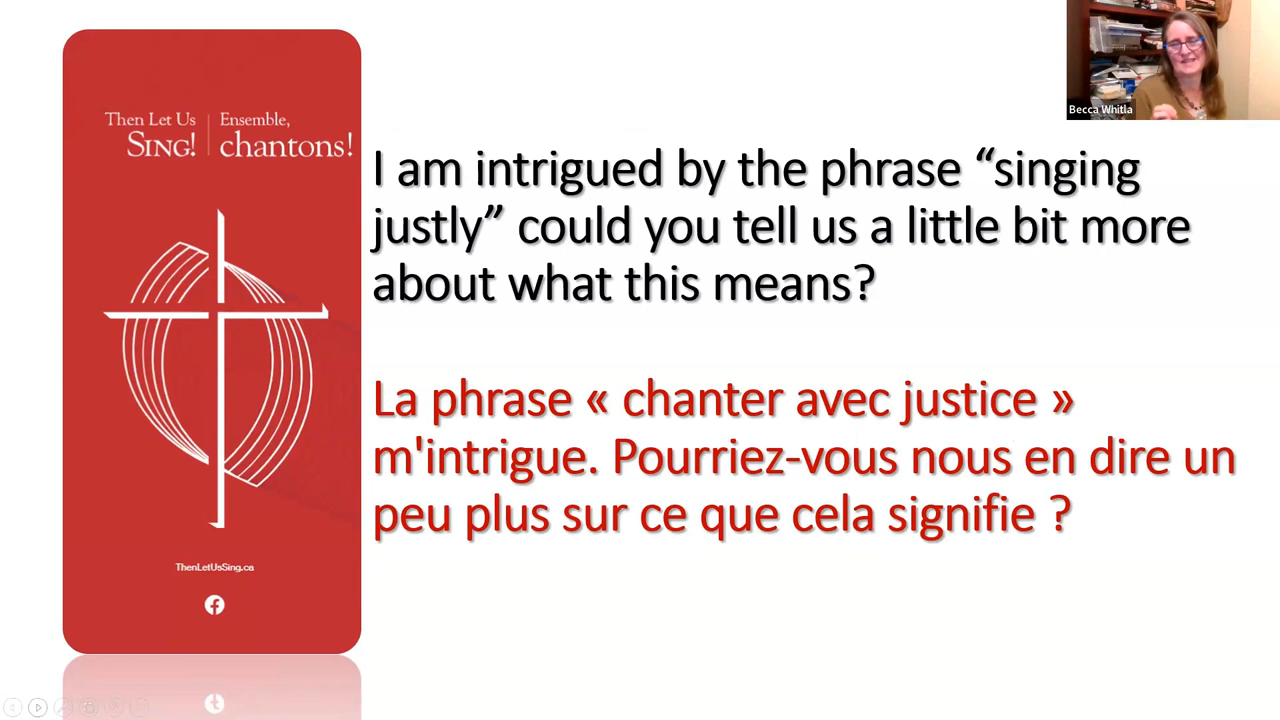 Then Let Us
SING!
Ensemble,
chantons!
ThenLetUsSing.ca
Becca Whitla
I am intrigued by the phrase “singing
justly” could you tell us a little bit more
about what this means?
La phrase « chanter avec justice »
m'intrigue. Pourriez-vous nous en dire un
peu plus sur ce que cela signifie ?